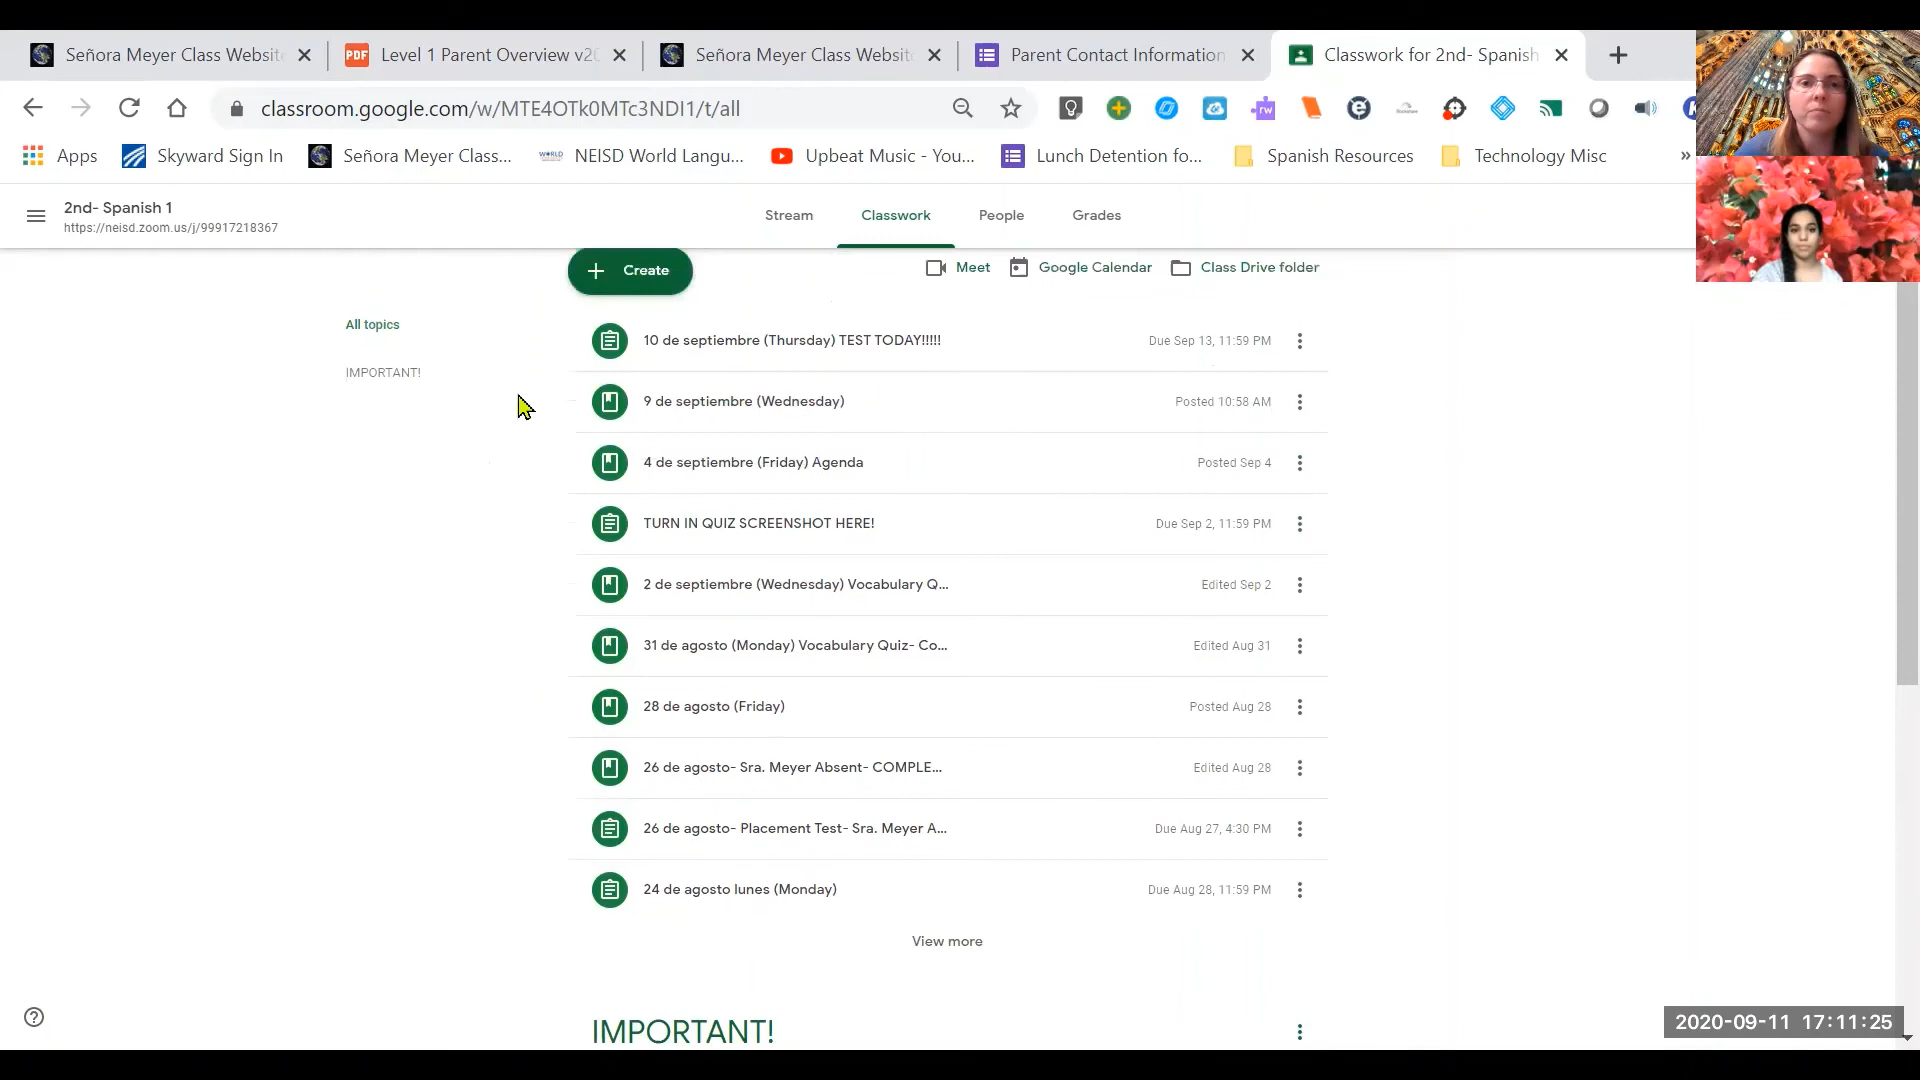 Señora Meyer Class Website
PDF Level 1 Parent Overview v20
Señora Meyer Class Website
Parent Contact Information
Classwork for 2nd- Spanish
classroom.google.com/w/MTE4OTk0MTc3NDI1/t/all
rw
Apps
Skyward Sign In
Señora Meyer Class...
WORLD
NEISD World Langu...
Upbeat Music - You...
Lunch Detention fo...
Spanish Resources
Technology Misc
»
2nd- Spanish 1
https://neisd.zoom.us/j/99917218367
Stream
Classwork
People
Grades
+ Create
Meet
Google Calendar
Class Drive folder
All topics
IMPORTANT!
10 de septiembre (Thursday) TEST TODAY!!!!! Due Sep 13, 11:59 PM
9 de septiembre (Wednesday) Posted 10:58 AM
4 de septiembre (Friday) Agenda Posted Sep 4
TURN IN QUIZ SCREENSHOT HERE! Due Sep 2, 11:59 PM
2 de septiembre (Wednesday) Vocabulary Q... Edited Sep 2
31 de agosto (Monday) Vocabulary Quiz- Co... Edited Aug 31
28 de agosto (Friday) Posted Aug 28
26 de agosto- Sra. Meyer Absent- COMPLE... Edited Aug 28
26 de agosto- Placement Test- Sra. Meyer A... Due Aug 27, 4:30 PM
24 de agosto lunes (Monday) Due Aug 28, 11:59 PM
View more
IMPORTANT!
2020-09-11 17:11:25